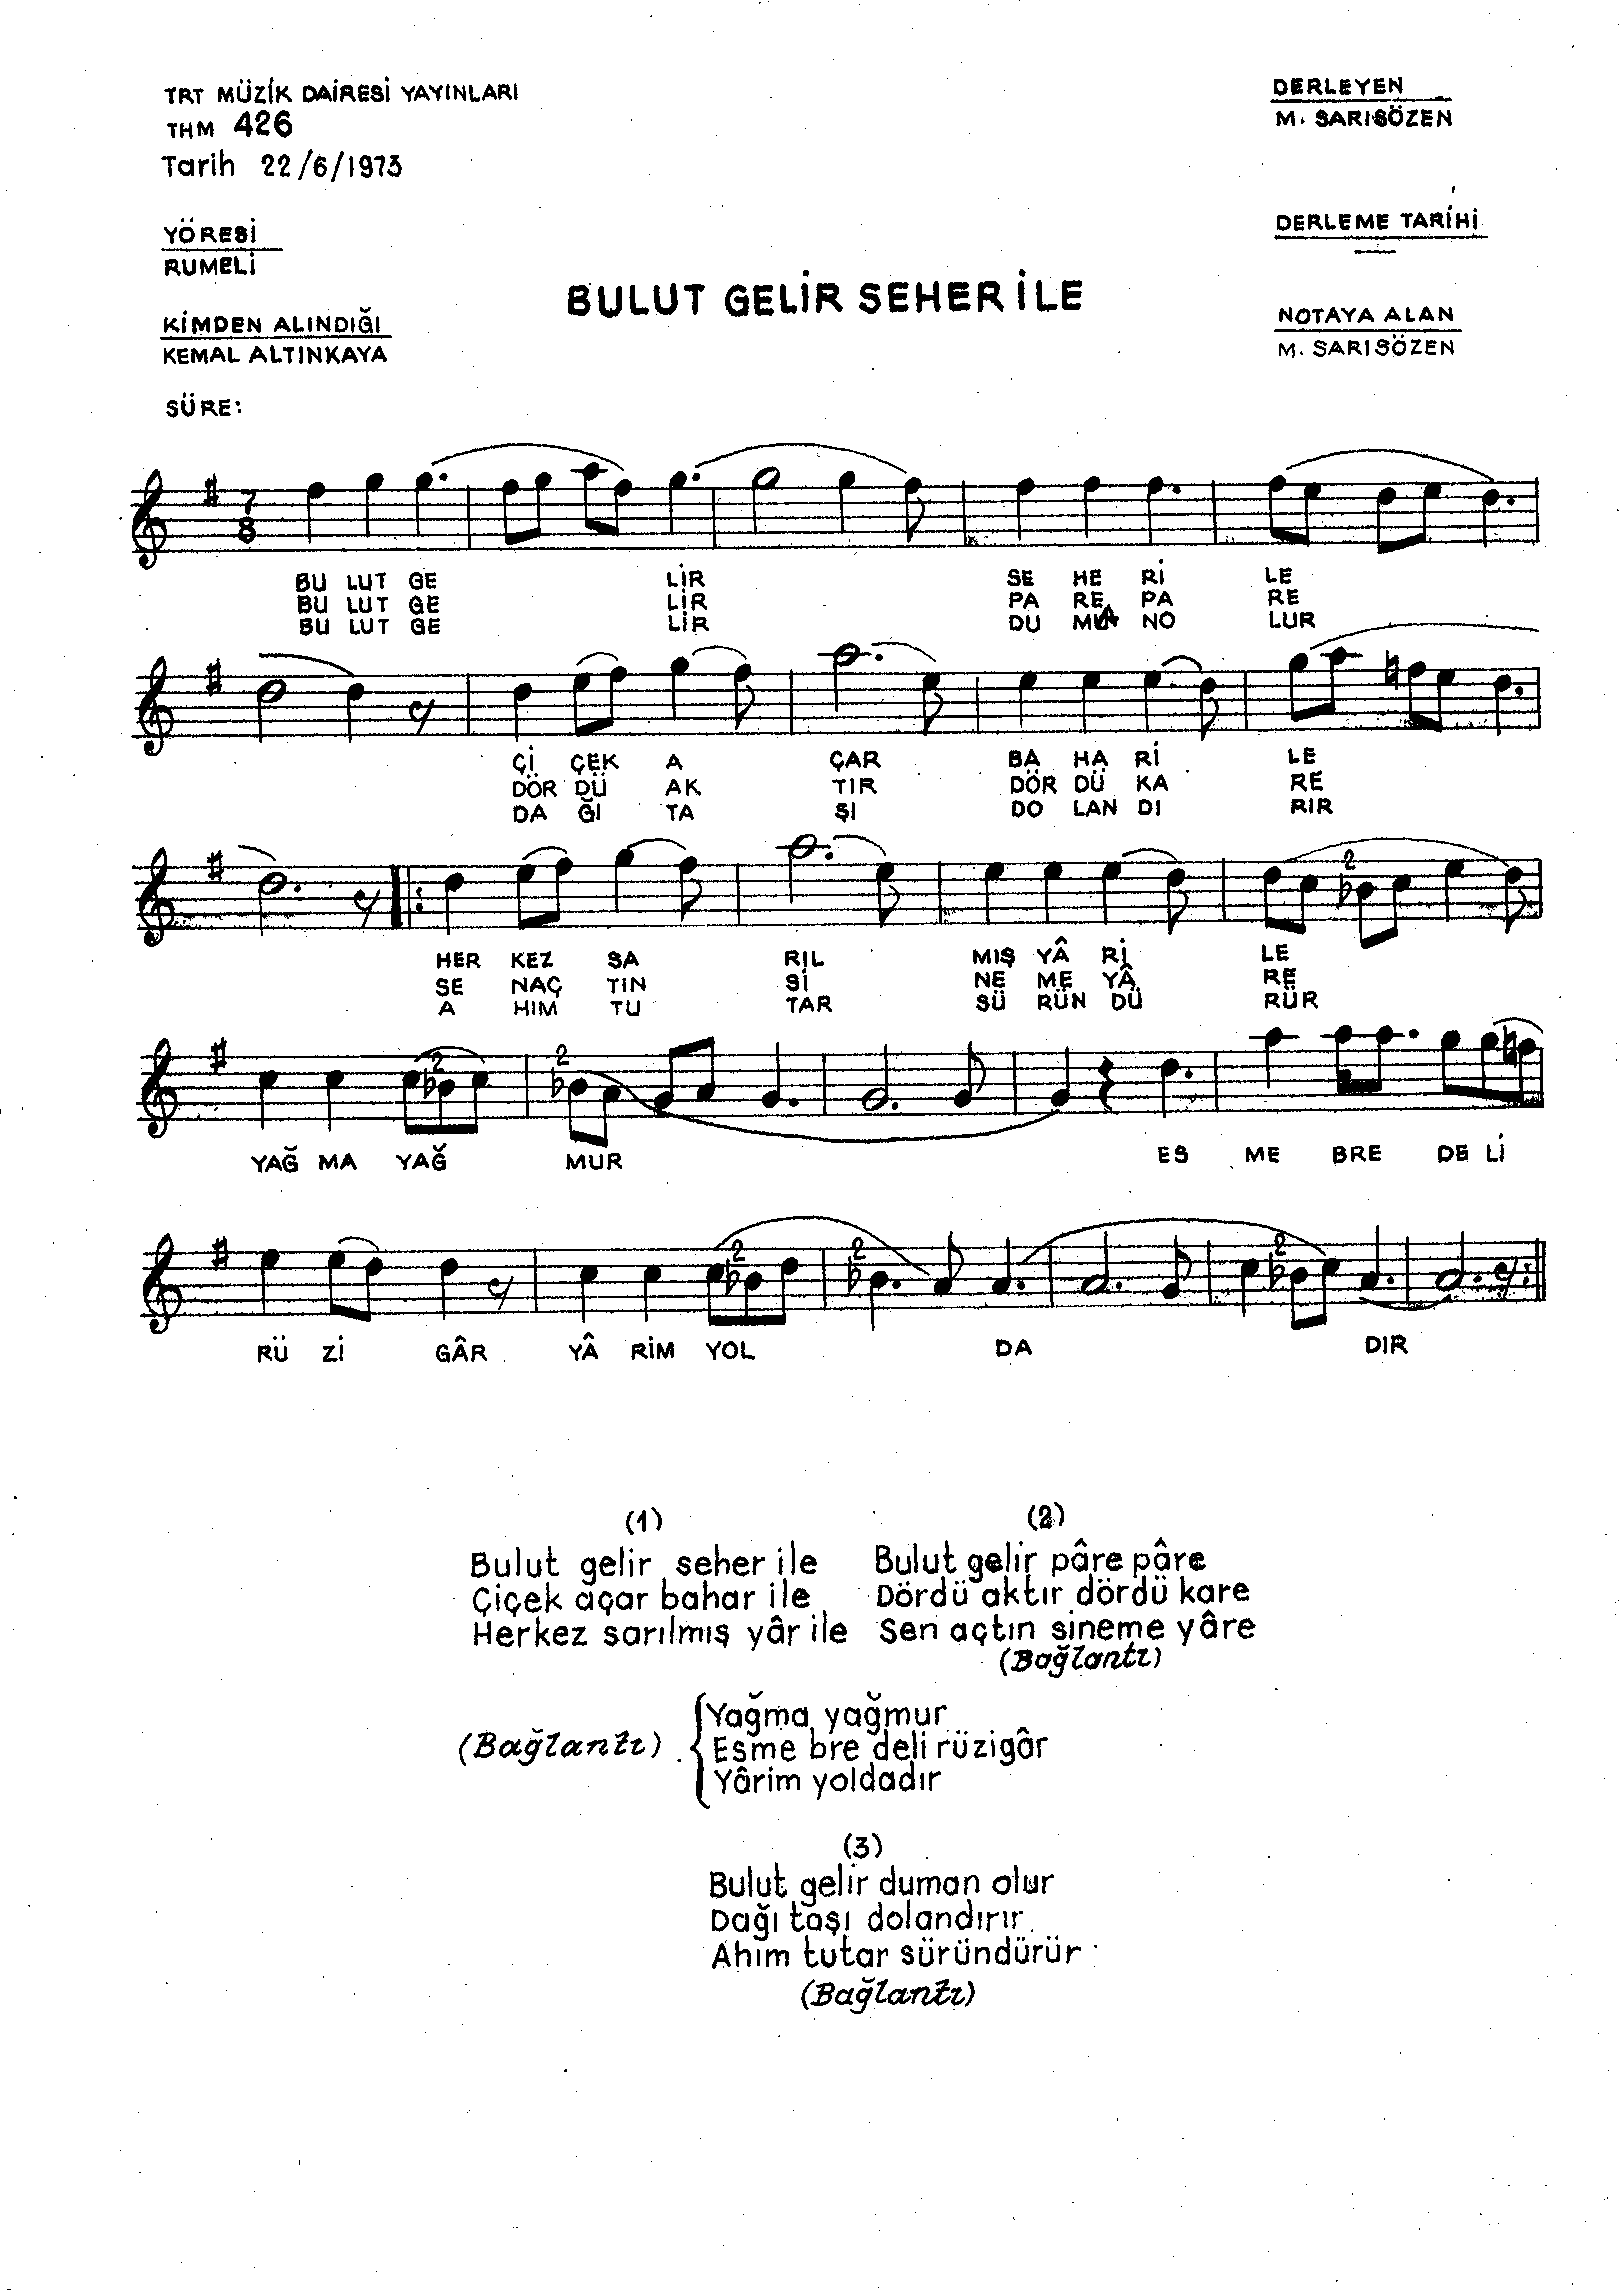 TRT MÜZİK DAİRESİ YAYINLARI
THM 426
Tarih 22/6/1973
DERLEYEN
M. SARISÖZEN
YÖRESİ
RUMELİ
DERLEME TARİHİ
BULUT GELİR SEHER İLE
KİMDEN ALINDIĞI
KEMAL ALTINKAYA
NOTAYA ALAN
M. SARISÖZEN
SÜRE:
7
8
BU LUT GE LİR SE HE Rİ LE
BU LUT GE LİR PA RE PA RE
BU LUT GE LİR DU MA NO LUR
Çİ ÇEK A ÇAR BA HA Rİ LE
DÖR DÜ AK TIR DÖR DÜ KA RE
DA ĞI TA ŞI DO LAN DI RIR
2
HER KEZ SA RIL MIŞ YÂ Rİ LE
SE NAÇ TIN Sİ NE ME YÂ RE
A HIM TU TAR SÜ RÜN DÜ RÜR
2 2
YAĞ MA YAĞ MUR ES ME BRE DE Lİ
2 2 2
RÜ Zİ GÂR YÂ RİM YOL DA DIR
(1)
Bulut gelir seher ile
Çiçek açar bahar ile
Herkez sarılmış yâr ile
(2)
Bulut gelir pâre pâre
Dördü aktır dördü kare
Sen açtın sineme yâre
(Bağlantı)
(Bağlantı)
Yağma yağmur
Esme bre deli rüzigâr
Yârim yoldadır
(3)
Bulut gelir duman olur
Dağı taşı dolandırır
Ahım tutar süründürür
(Bağlantı)